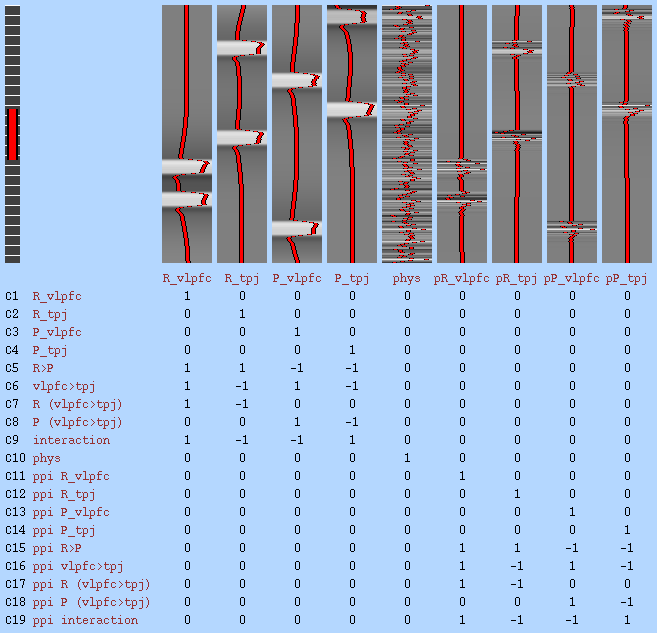 R_vlpfc R_tpj P_vlpfc P_tpj phys pR_vlpfc pR_tpj pP_vlpfc pP_tpj
C1 R_vlpfc 1 0 0 0 0 0 0 0 0
C2 R_tpj 0 1 0 0 0 0 0 0 0
C3 P_vlpfc 0 0 1 0 0 0 0 0 0
C4 P_tpj 0 0 0 1 0 0 0 0 0
C5 R>P 1 1 -1 -1 0 0 0 0 0
C6 vlpfc>tpj 1 -1 1 -1 0 0 0 0 0
C7 R (vlpfc>tpj) 1 -1 0 0 0 0 0 0 0
C8 P (vlpfc>tpj) 0 0 1 -1 0 0 0 0 0
C9 interaction 1 -1 -1 1 0 0 0 0 0
C10 phys 0 0 0 0 1 0 0 0 0
C11 ppi R_vlpfc 0 0 0 0 0 1 0 0 0
C12 ppi R_tpj 0 0 0 0 0 0 1 0 0
C13 ppi P_vlpfc 0 0 0 0 0 0 0 1 0
C14 ppi P_tpj 0 0 0 0 0 0 0 0 1
C15 ppi R>P 0 0 0 0 0 1 1 -1 -1
C16 ppi vlpfc>tpj 0 0 0 0 0 1 -1 1 -1
C17 ppi R (vlpfc>tpj) 0 0 0 0 0 1 -1 0 0
C18 ppi P (vlpfc>tpj) 0 0 0 0 0 0 0 1 -1
C19 ppi interaction 0 0 0 0 0 1 -1 -1 1